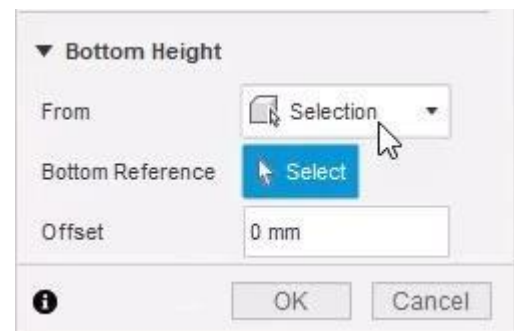 Bottom Height
From Selection
Bottom Reference Select
Offset 0 mm
OK Cancel